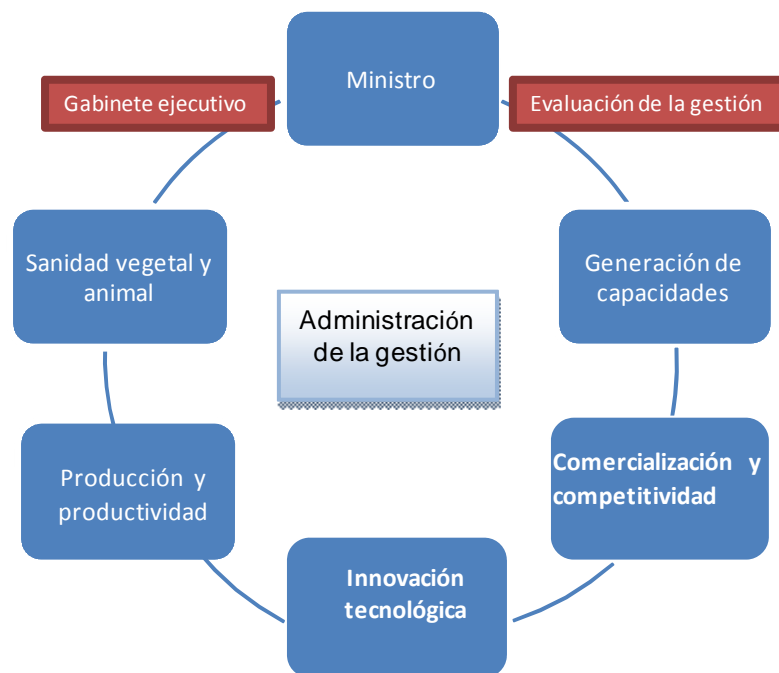 Ministro
Gabinete ejecutivo
Evaluación de la gestión
Sanidad vegetal y
animal
Generación de
capacidades
Administración
de la gestión
Producción y
productividad
Comercialización y
competitividad
Innovación
tecnológica